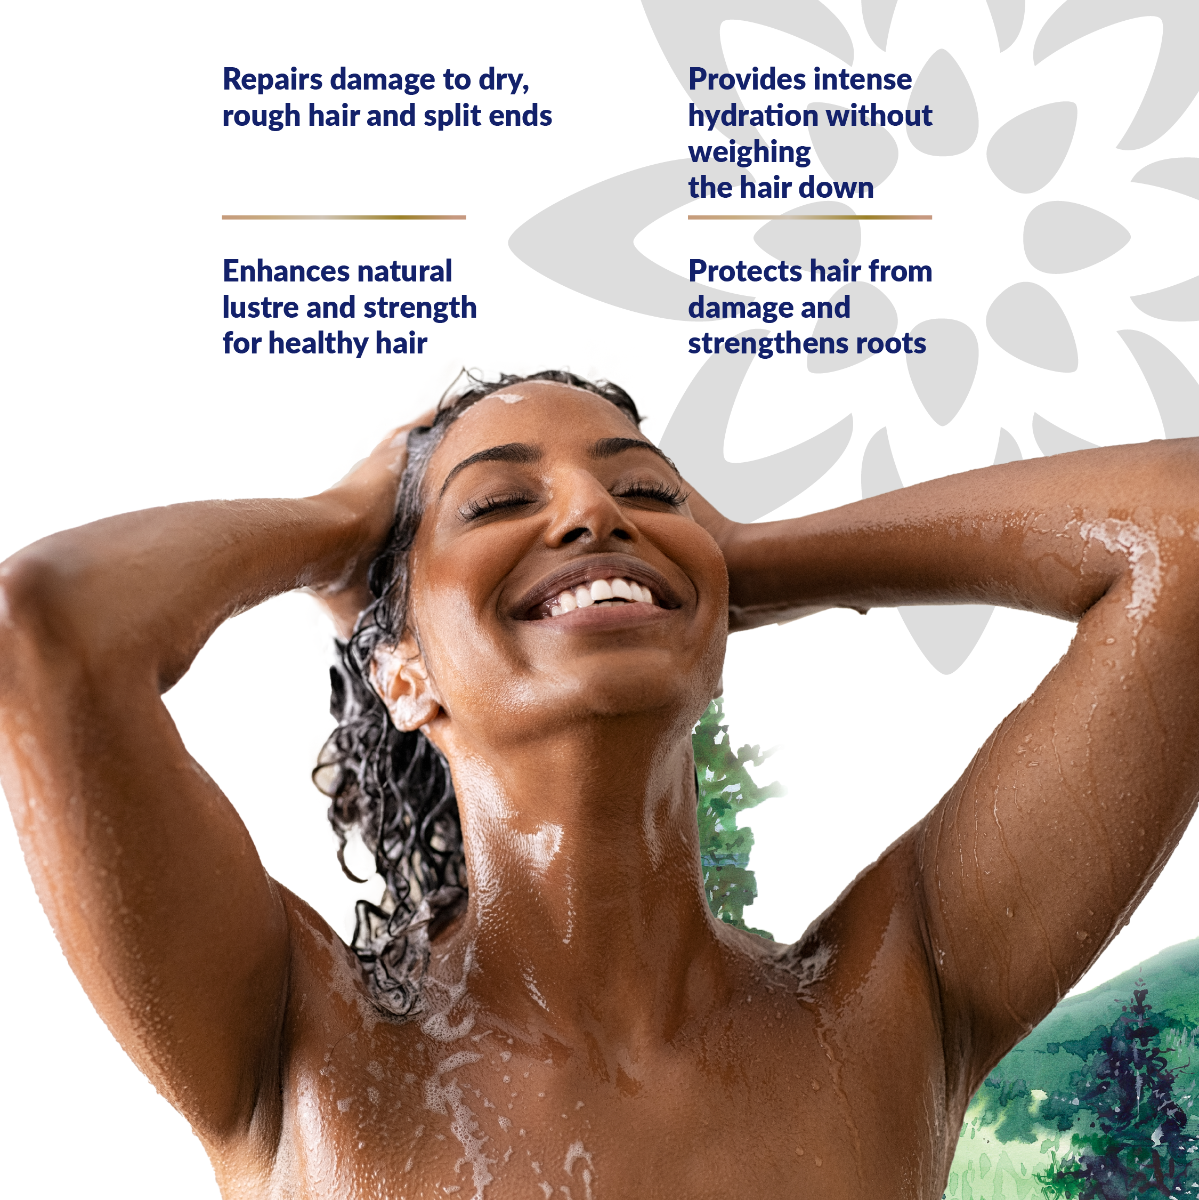 Repairs damage to dry,
rough hair and split ends
Provides intense
hydration without
weighing
the hair down
Enhances natural
lustre and strength
for healthy hair
Protects hair from
damage and
strengthens roots